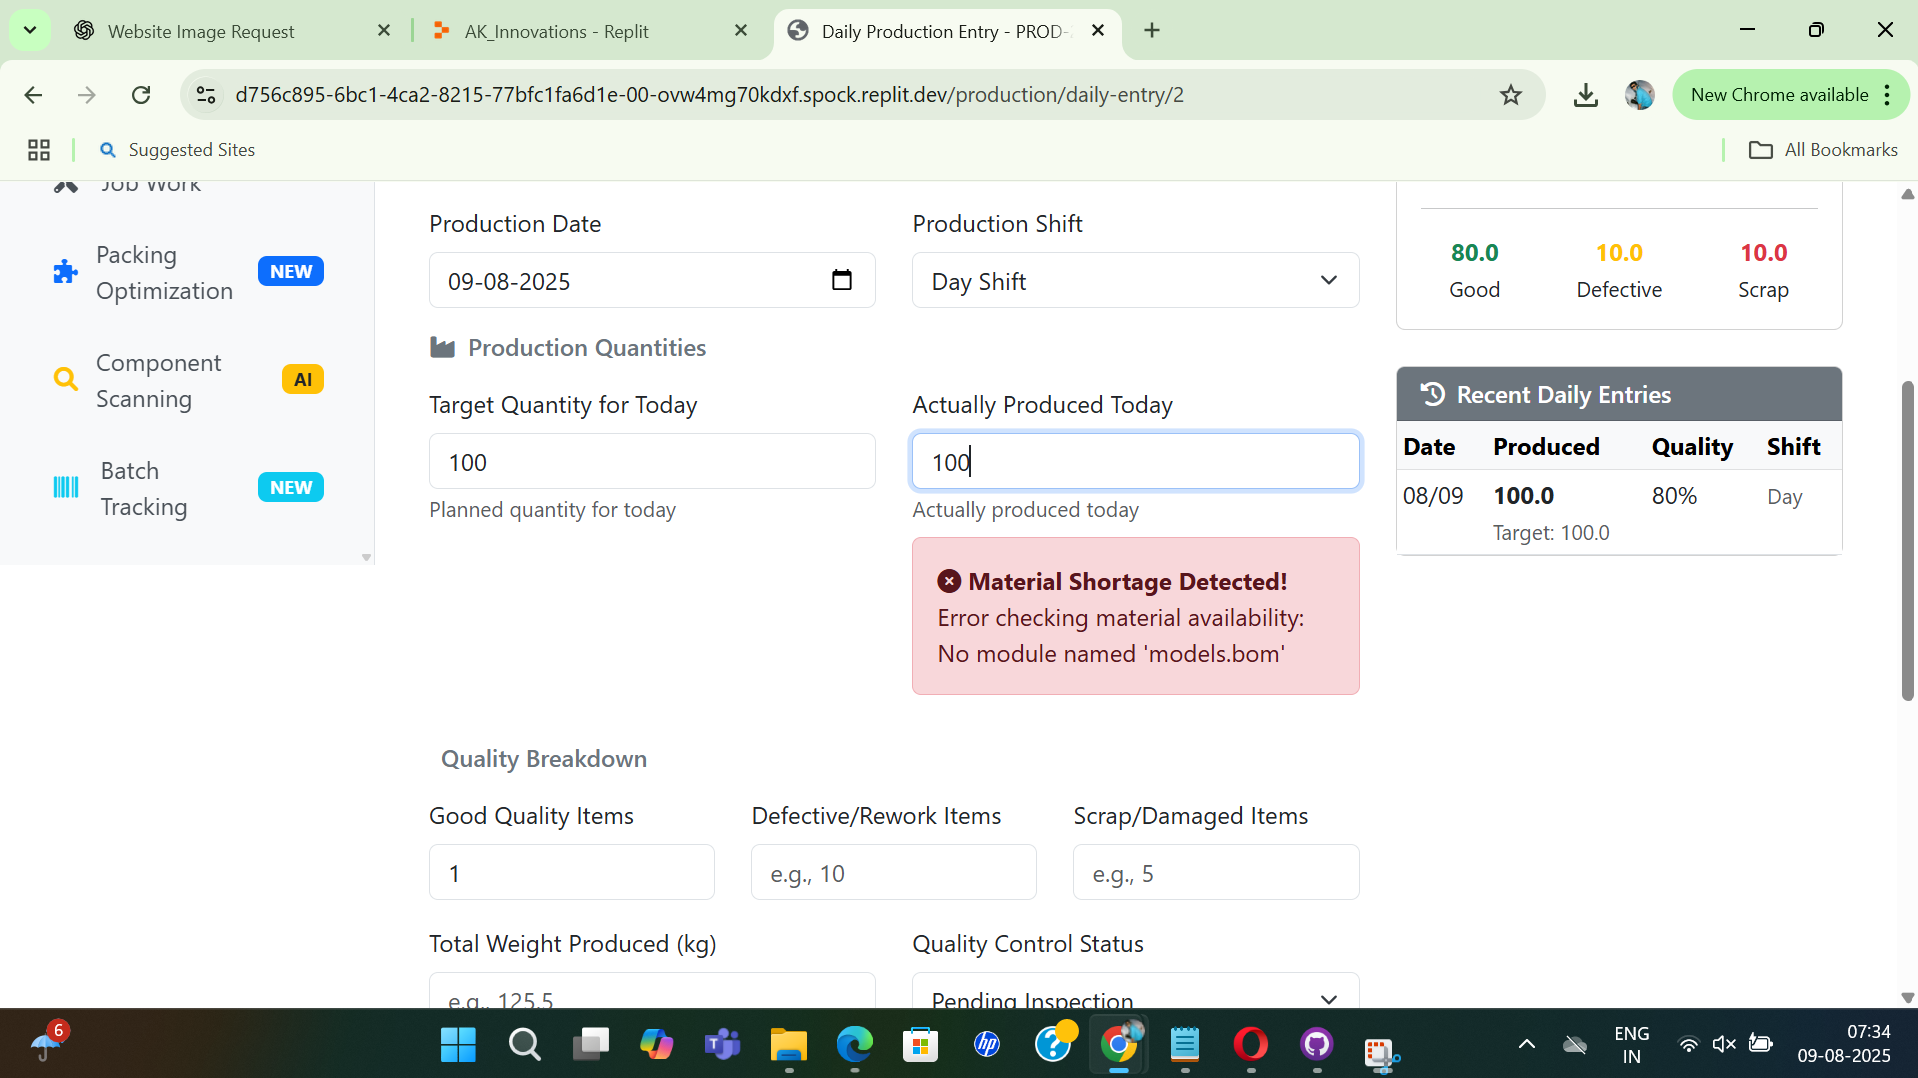 Website Image Request
AK_Innovations - Replit
Daily Production Entry - PROD-
d756c895-6bc1-4ca2-8215-77bfc1fa6d1e-00-ovw4mg70kdxf.spock.replit.dev/production/daily-entry/2
New Chrome available
Suggested Sites
All Bookmarks
Job Work
Packing
Optimization
NEW
Component
Scanning
AI
Batch
Tracking
NEW
Production Date
09-08-2025
Production Shift
Day Shift
Production Quantities
Target Quantity for Today
100
Planned quantity for today
Actually Produced Today
100
Actually produced today
Material Shortage Detected!
Error checking material availability:
No module named 'models.bom'
Quality Breakdown
Good Quality Items
1
Defective/Rework Items
e.g., 10
Scrap/Damaged Items
e.g., 5
Total Weight Produced (kg)
e.g., 125.5
Quality Control Status
Pending Inspection
80.0
Good
10.0
Defective
10.0
Scrap
Recent Daily Entries
Date Produced Quality Shift
08/09 100.0 80% Day
Target: 100.0
6
hp
ENG
IN
07:34
09-08-2025